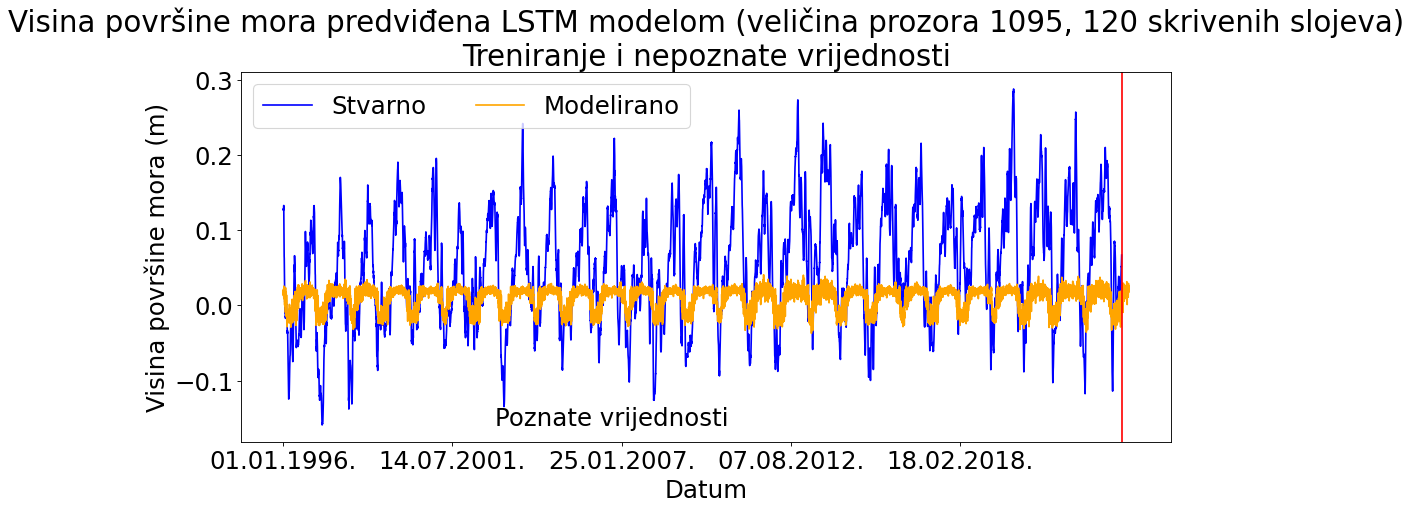 Visina površine mora predviđena LSTM modelom (veličina prozora 1095, 120 skrivenih slojeva)
Treniranje i nepoznate vrijednosti
Stvarno
Modelirano
Visina površine mora (m)
0.3
0.2
0.1
0.0
−0.1
Poznate vrijednosti
01.01.1996.
14.07.2001.
25.01.2007.
07.08.2012.
18.02.2018.
Datum